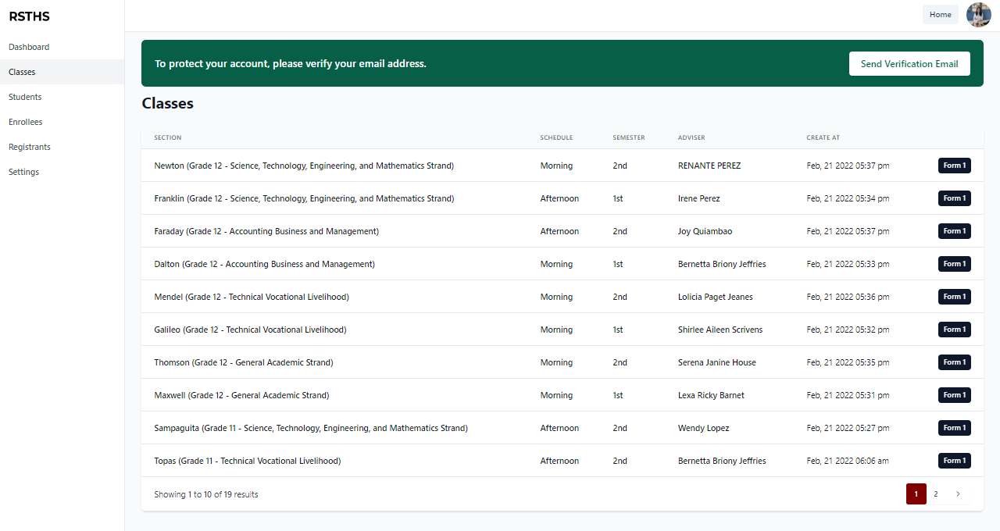 RSTHS
Home
Dashboard
Classes
Students
Enrollees
Registrants
Settings
To protect your account, please verify your email address.
Send Verification Email
Classes
SECTION SCHEDULE SEMESTER ADVISER CREATE AT
Newton (Grade 12 - Science, Technology, Engineering, and Mathematics Strand) Morning 2nd RENANTE PEREZ Feb, 21 2022 05:37 pm Form 1
Franklin (Grade 12 - Science, Technology, Engineering, and Mathematics Strand) Afternoon 1st Irene Perez Feb, 21 2022 05:34 pm Form 1
Faraday (Grade 12 - Accounting Business and Management) Afternoon 2nd Joy Quiambao Feb, 21 2022 05:37 pm Form 1
Dalton (Grade 12 - Accounting Business and Management) Morning 1st Bernetta Briony Jeffries Feb, 21 2022 05:33 pm Form 1
Mendel (Grade 12 - Technical Vocational Livelihood) Morning 2nd Lolicia Paget Jeanes Feb, 21 2022 05:36 pm Form 1
Galileo (Grade 12 - Technical Vocational Livelihood) Morning 1st Shirlee Aileen Scrivens Feb, 21 2022 05:32 pm Form 1
Thomson (Grade 12 - General Academic Strand) Morning 2nd Serena Janine House Feb, 21 2022 05:35 pm Form 1
Maxwell (Grade 12 - General Academic Strand) Morning 1st Lexa Ricky Barnet Feb, 21 2022 05:31 pm Form 1
Sampaguita (Grade 11 - Science, Technology, Engineering, and Mathematics Strand) Afternoon 2nd Wendy Lopez Feb, 21 2022 05:27 pm Form 1
Topas (Grade 11 - Technical Vocational Livelihood) Afternoon 2nd Bernetta Briony Jeffries Feb, 21 2022 06:06 am Form 1
Showing 1 to 10 of 19 results 1 2